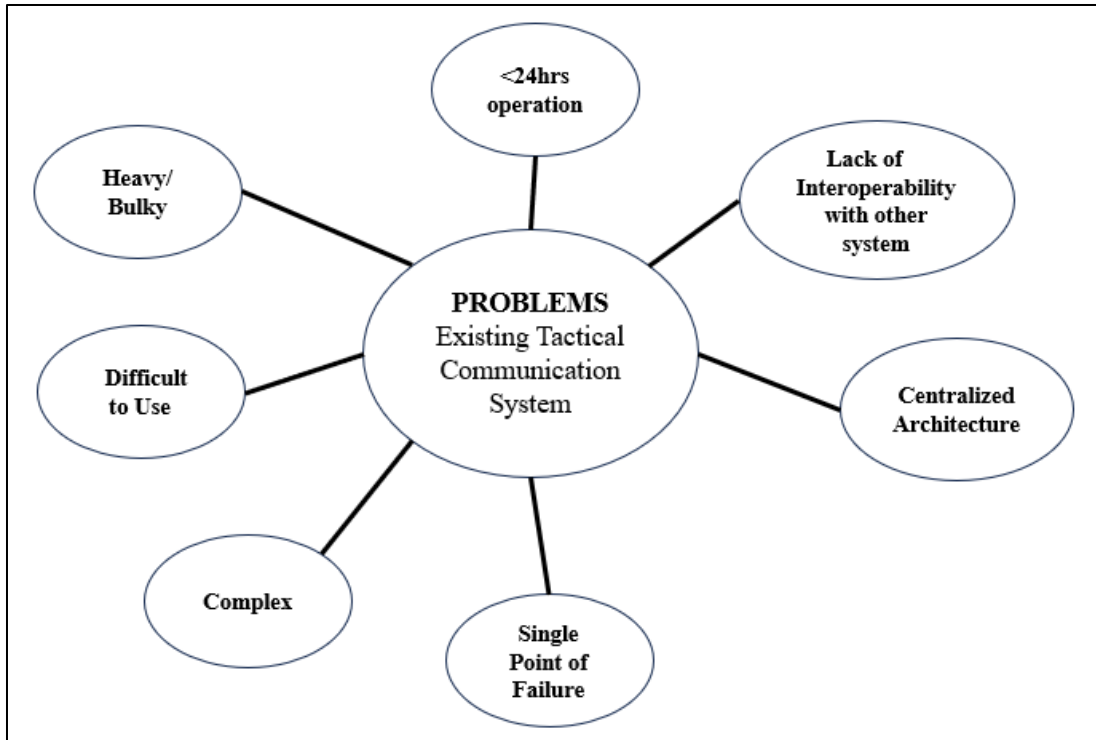 <24hrs
operation
Heavy/
Bulky
Lack of
Interoperability
with other
system
PROBLEMS
Existing Tactical
Communication
System
Difficult
to Use
Centralized
Architecture
Complex
Single
Point of
Failure